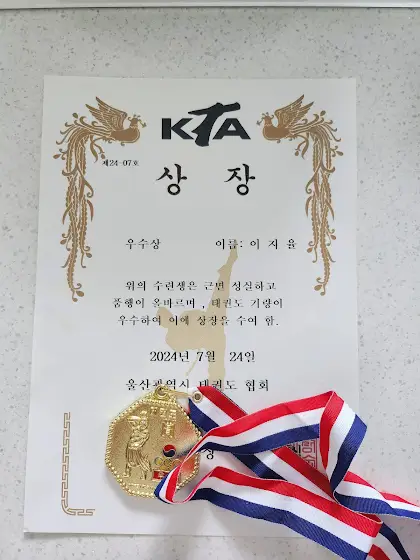 KTA
제24-07호
상 장
우수상 이름: 이 지 율
위의 수련생은 근면 성실하고
품행이 올바르며 , 태권도 기량이
우수하여 이에 상장을 수여 함.
2024년 7월 24일
울산광역시 태권도 협회